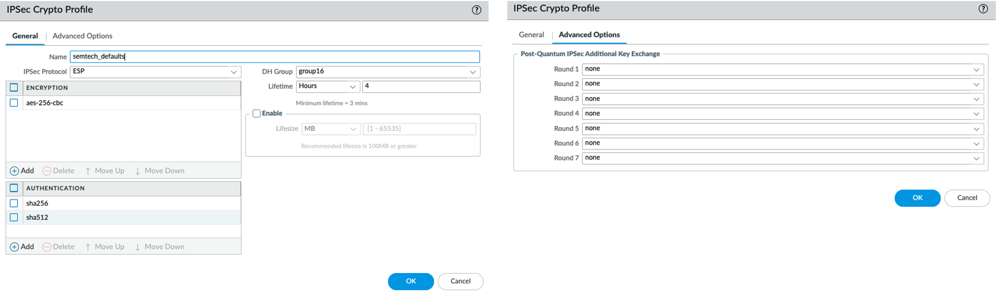 IPSec Crypto Profile
General
Advanced Options
Name
semtech_defaults
IPSec Protocol
ESP
ENCRYPTION
aes-256-cbc
Add
Delete
Move Up
Move Down
AUTHENTICATION
sha256
sha512
Add
Delete
Move Up
Move Down
DH Group
group16
Lifetime
Hours
4
Minimum lifetime = 3 mins
Enable
Lifesize
MB
[1 - 65535]
Recommended lifesize is 100MB or greater
OK
Cancel
IPSec Crypto Profile
General
Advanced Options
Post-Quantum IPSec Additional Key Exchange
Round 1 none
Round 2 none
Round 3 none
Round 4 none
Round 5 none
Round 6 none
Round 7 none
OK
Cancel